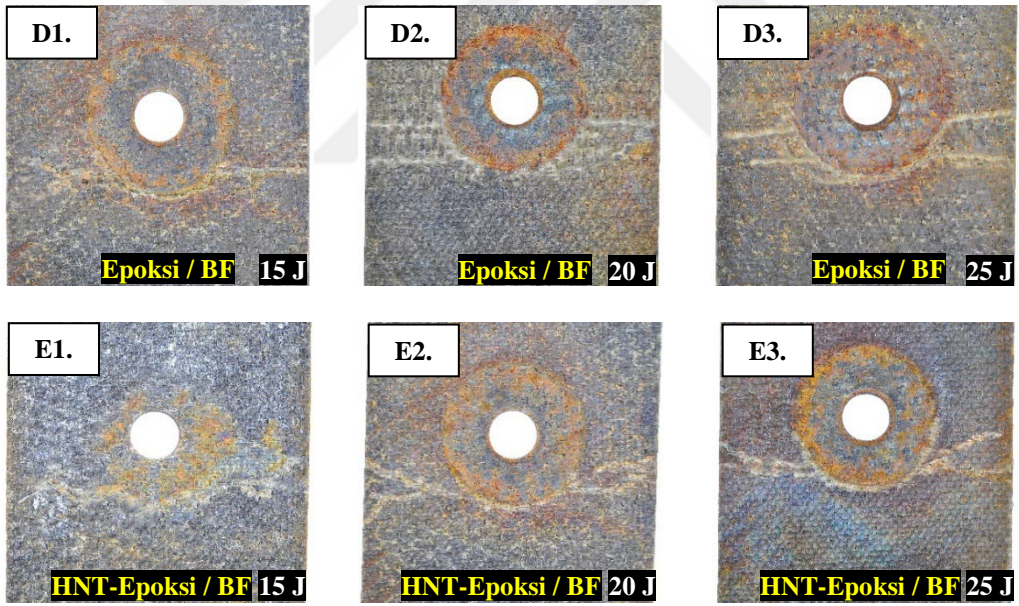 D1.
D2.
D3.
Epoksi / BF 15 J
Epoksi / BF 20 J
Epoksi / BF 25 J
E1.
E2.
E3.
HNT-Epoksi / BF 15 J
HNT-Epoksi / BF 20 J
HNT-Epoksi / BF 25 J